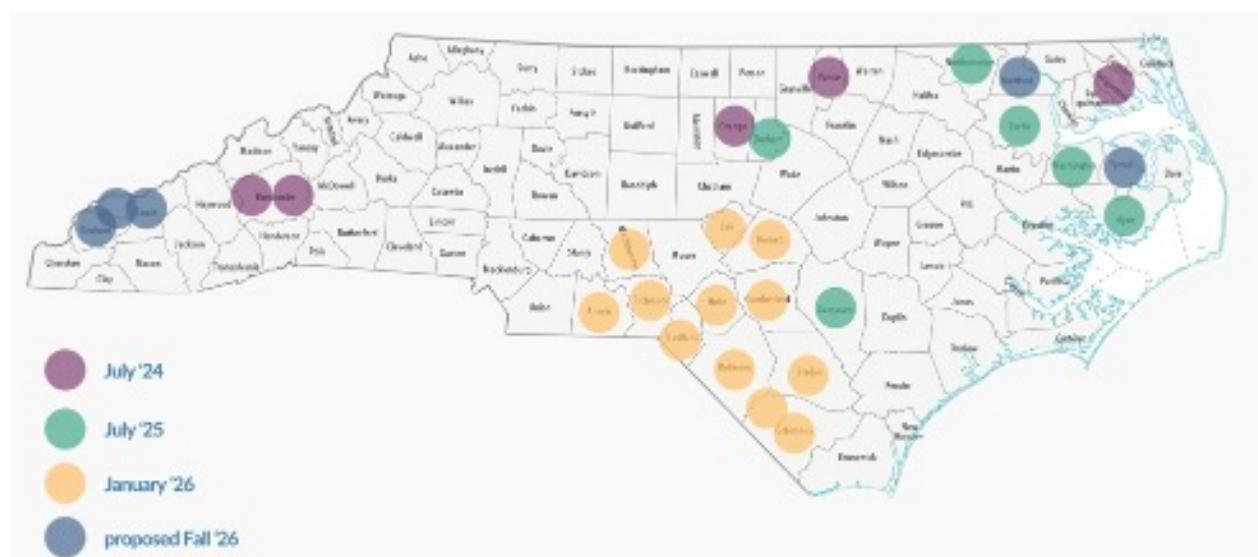 Ashe
Alleghany
Surry
Stokes
Rockingham
Caswell
Person
Granville
Vance
Warren
Northampton
Hertford
Gates
Halifax
Watauga
Wilkes
Yadkin
Forsyth
Guilford
Orange
Durham
Franklin
Bertie
Avery
Caldwell
Alexander
Davie
Nash
Edgecombe
Martin
Washington
Tyrrell
Dare
Madison
Yancey
Iredell
Davidson
Randolph
Chatham
Wake
Wilson
Haywood
Buncombe
McDowell
Burke
Catawba
Rowan
Johnston
Pitt
Hyde
Swain
Graham
Lincoln
Greene
Jackson
Henderson
Rutherford
Cleveland
Gaston
Cabarrus
Stanly
Moore
Lee
Harnett
Wayne
Lenoir
Cherokee
Clay
Macon
Transylvania
Polk
Mecklenburg
Union
Anson
Richmond
Hoke
Cumberland
Sampson
Duplin
Jones
Scotland
Onslow
Carteret
Robeson
Bladen
Pender
Columbus
New
Hanover
Brunswick
July '24
July '25
January '26
proposed Fall '26